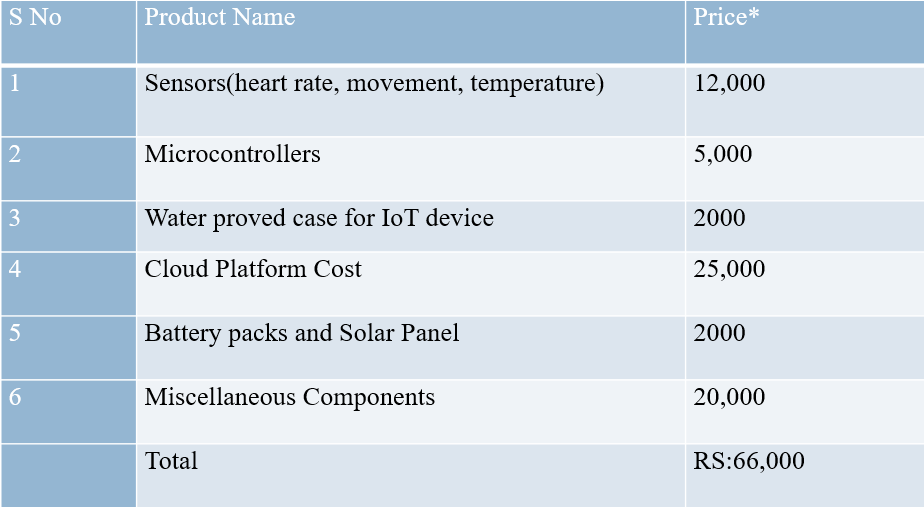 S No Product Name Price*
1 Sensors(heart rate, movement, temperature) 12,000
2 Microcontrollers 5,000
3 Water proved case for IoT device 2000
4 Cloud Platform Cost 25,000
5 Battery packs and Solar Panel 2000
6 Miscellaneous Components 20,000
Total RS:66,000